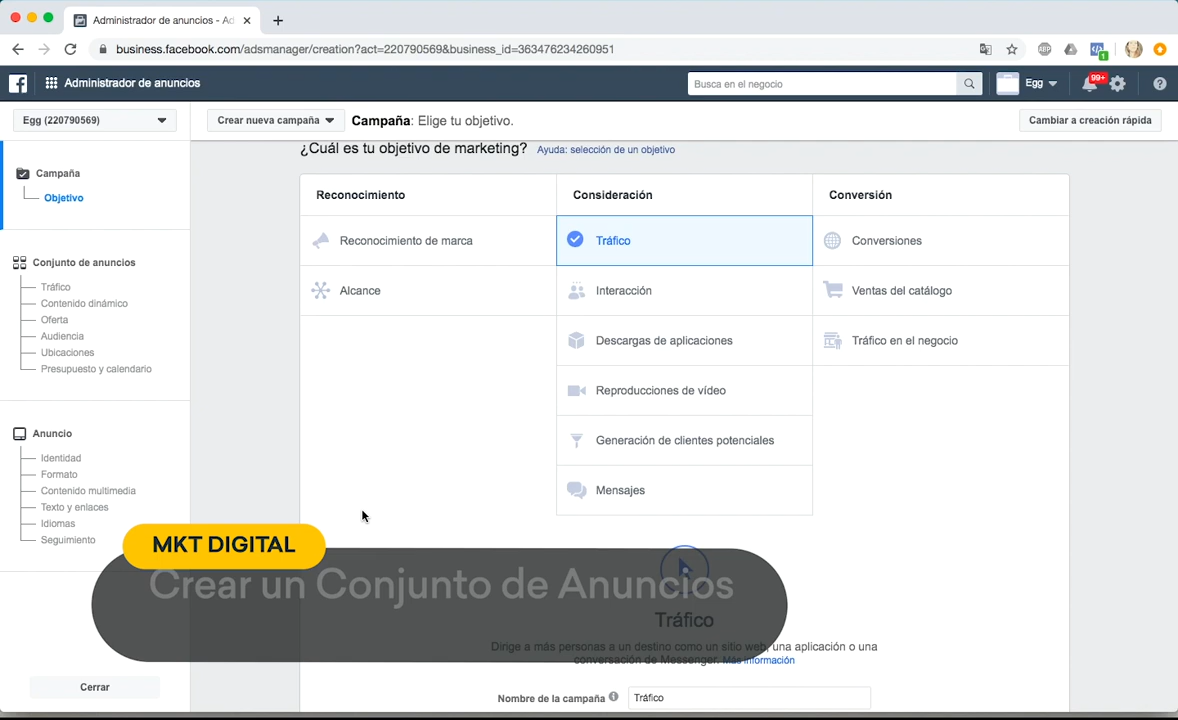 Administrador de anuncios - Ad
business.facebook.com/adsmanager/creation?act=220790569&business_id=363476234260951
ABP
1
Administrador de anuncios
Busca en el negocio
Egg
99+
Egg (220790569)
Crear nueva campaña
Campaña: Elige tu objetivo.
Cambiar a creación rápida
¿Cuál es tu objetivo de marketing?
Ayuda: selección de un objetivo
Campaña
Objetivo
Conjunto de anuncios
Tráfico
Contenido dinámico
Oferta
Audiencia
Ubicaciones
Presupuesto y calendario
Anuncio
Identidad
Formato
Contenido multimedia
Texto y enlaces
Idiomas
Seguimiento
Cerrar
Reconocimiento
Reconocimiento de marca
Alcance
Consideración
Tráfico
Interacción
Descargas de aplicaciones
Reproducciones de vídeo
Generación de clientes potenciales
Mensajes
Conversión
Conversiones
Ventas del catálogo
Tráfico en el negocio
MKT DIGITAL
Crear un Conjunto de Anuncios
Tráfico
Dirige a más personas a un destino como un sitio web, una aplicación o una
conversación de Messenger. Más información
Nombre de la campaña
Tráfico